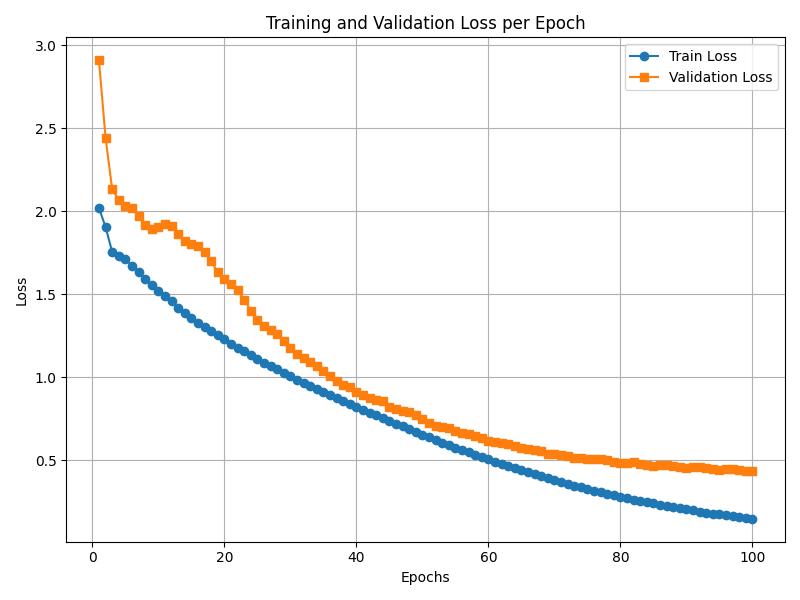 Training and Validation Loss per Epoch
Train Loss
Validation Loss
3.0
2.5
2.0
1.5
1.0
0.5
Loss
0 20 40 60 80 100
Epochs